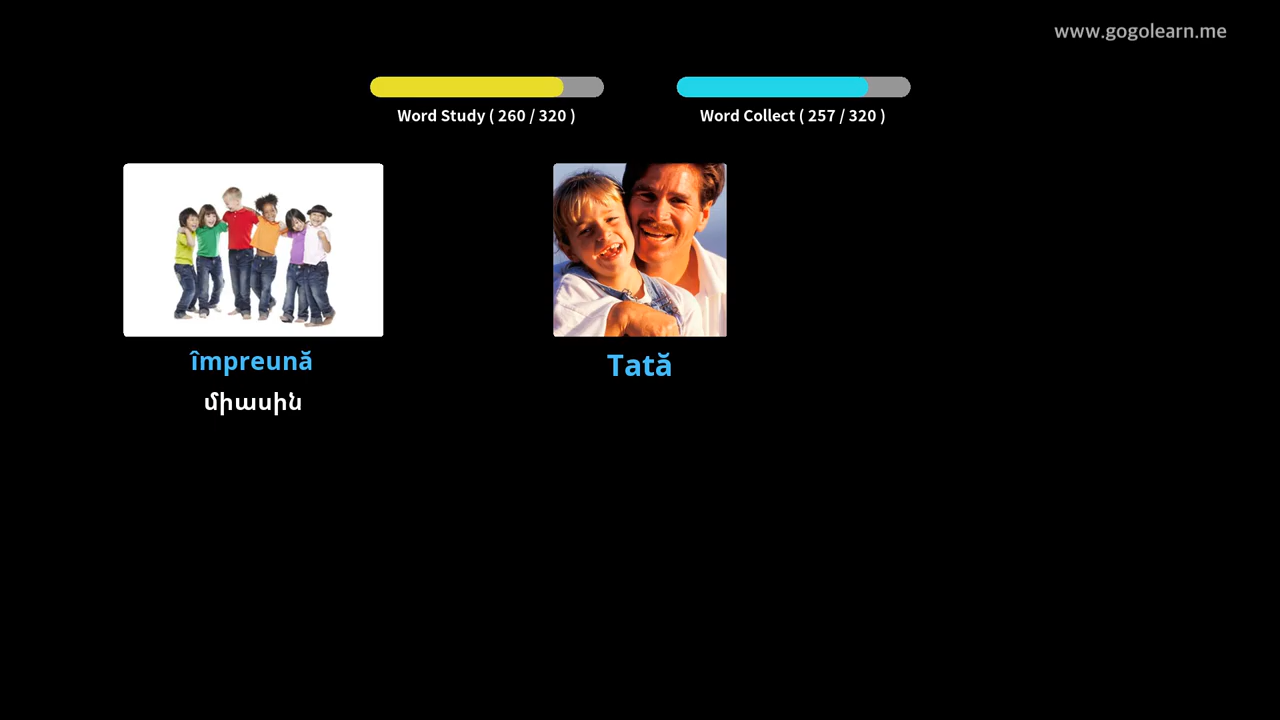 www.gogolearn.me
Word Study ( 260 / 320 )
Word Collect ( 257 / 320 )
împreună
միասին
Tată